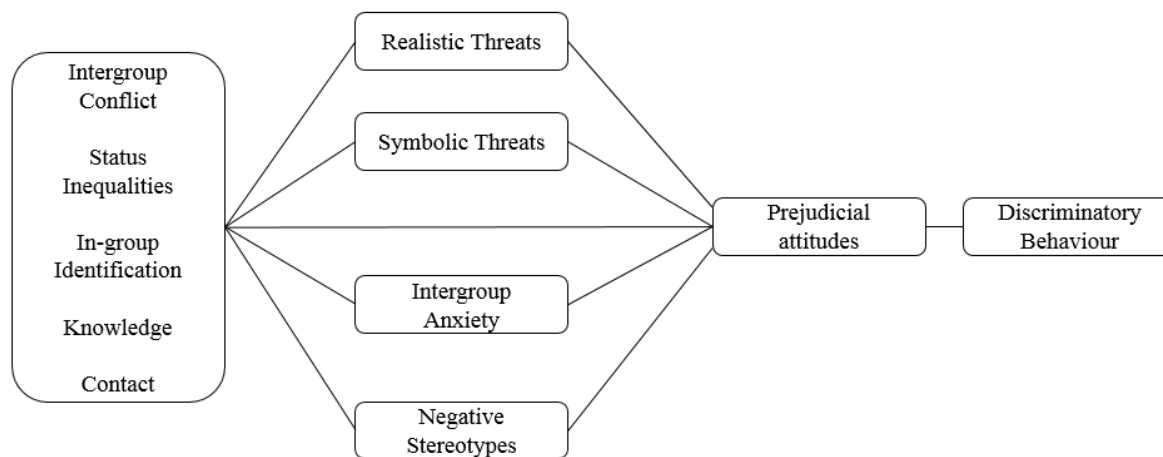 Intergroup
Conflict
Status
Inequalities
In-group
Identification
Knowledge
Contact
Realistic Threats
Symbolic Threats
Intergroup
Anxiety
Negative
Stereotypes
Prejudicial
attitudes
Discriminatory
Behaviour